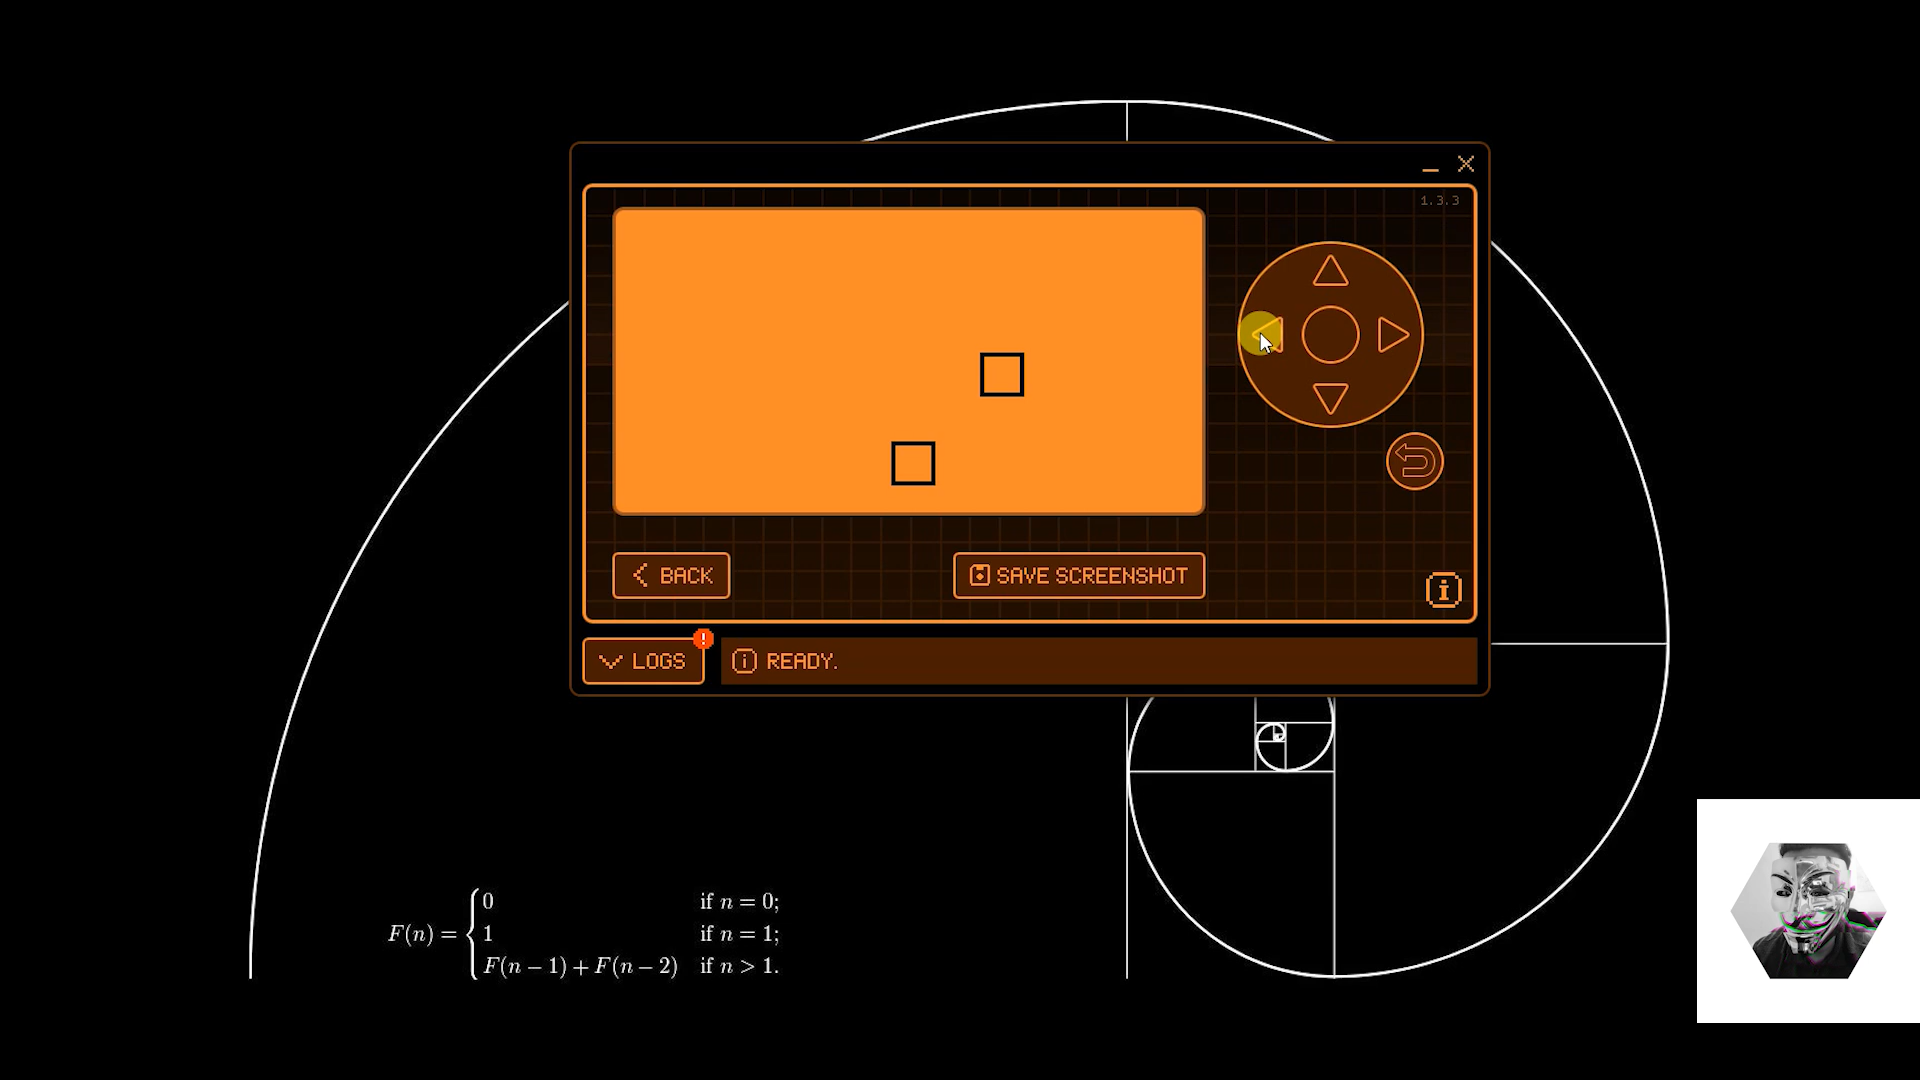 1.3.3
BACK
SAVE SCREENSHOT
LOGS
READY.
F(n) = { 0 if n = 0;
1 if n = 1;
F(n − 1) + F(n − 2) if n > 1.